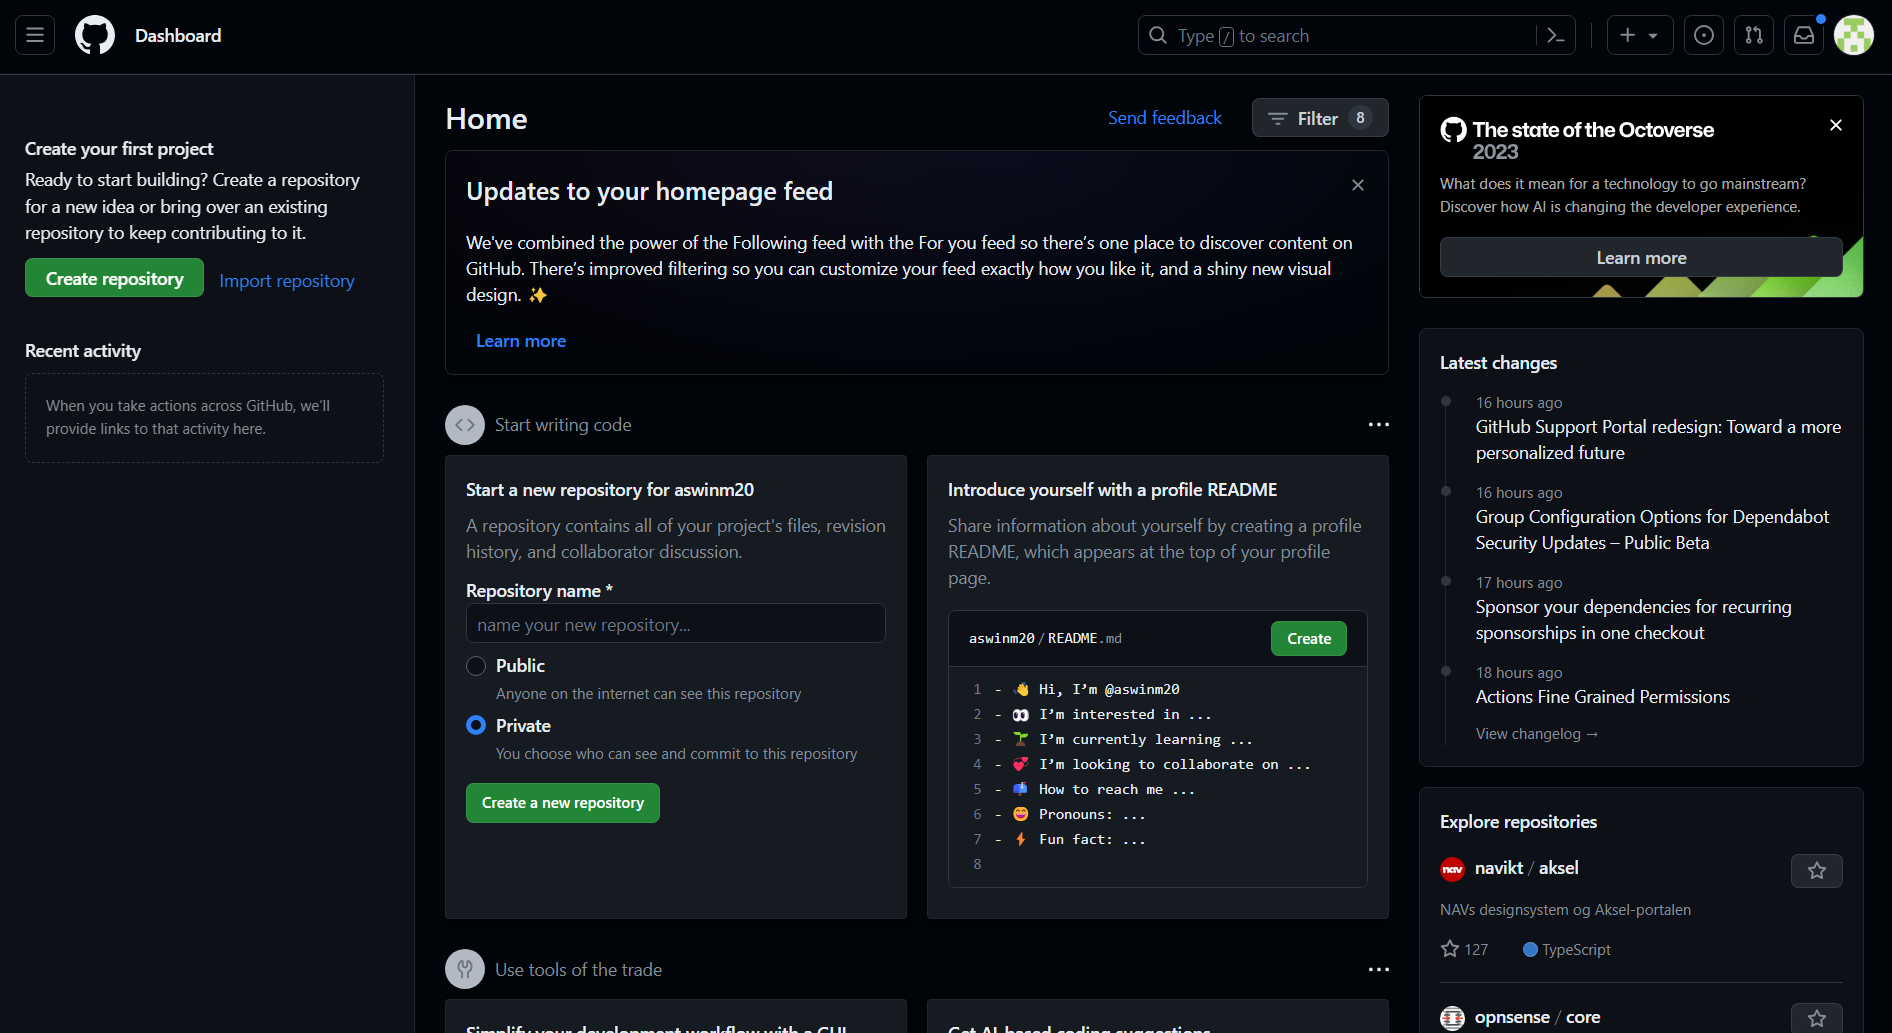 Dashboard
Type / to search
Create your first project
Ready to start building? Create a repository
for a new idea or bring over an existing
repository to keep contributing to it.
Create repository
Import repository
Recent activity
When you take actions across GitHub, we'll
provide links to that activity here.
Home
Send feedback
Filter 8
Updates to your homepage feed
We've combined the power of the Following feed with the For you feed so there's one place to discover content on
GitHub. There's improved filtering so you can customize your feed exactly how you like it, and a shiny new visual
design. ✨
Learn more
Start writing code
Start a new repository for aswinm20
A repository contains all of your project's files, revision
history, and collaborator discussion.
Repository name *
name your new repository...
Public
Anyone on the internet can see this repository
Private
You choose who can see and commit to this repository
Create a new repository
Introduce yourself with a profile README
Share information about yourself by creating a profile
README, which appears at the top of your profile
page.
aswinm20 / README.md
Create
1 - 👋 Hi, I'm @aswinm20
2 - 👀 I'm interested in ...
3 - 🌱 I'm currently learning ...
4 - 💞️ I'm looking to collaborate on ...
5 - 📫 How to reach me ...
6 - 😄 Pronouns: ...
7 - ⚡ Fun fact: ...
8
Use tools of the trade
Simplify your development workflow with a GUI
Get AI-based coding suggestions
The state of the Octoverse
2023
What does it mean for a technology to go mainstream?
Discover how AI is changing the developer experience.
Learn more
Latest changes
16 hours ago
GitHub Support Portal redesign: Toward a more
personalized future
16 hours ago
Group Configuration Options for Dependabot
Security Updates – Public Beta
17 hours ago
Sponsor your dependencies for recurring
sponsorships in one checkout
18 hours ago
Actions Fine Grained Permissions
View changelog →
Explore repositories
nav
navikt / aksel
NAVs designsystem og Aksel-portalen
127
TypeScript
opnsense / core